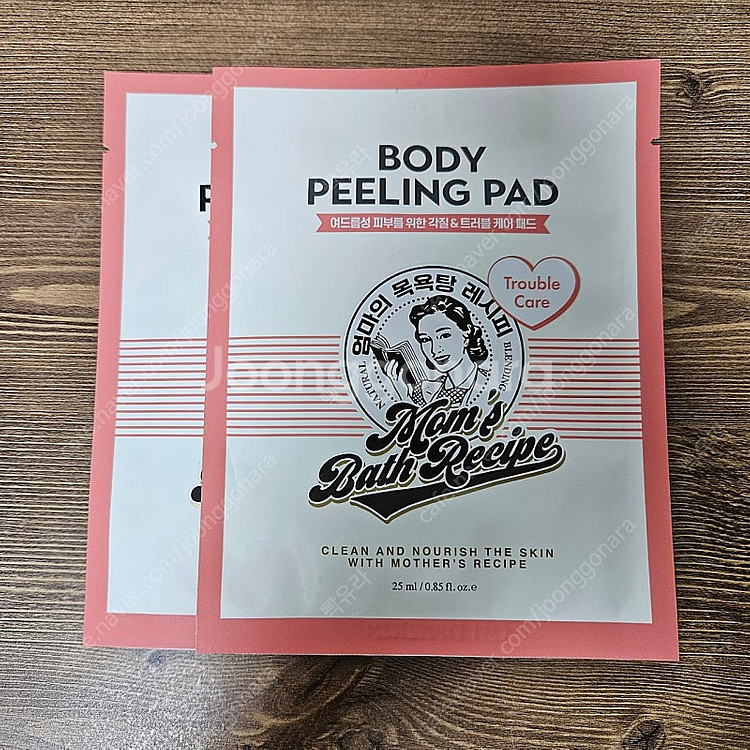 BODY
PEELING PAD
여드름성 피부를 위한 각질 & 트러블 케어 패드
Trouble
Care
엄마의 목욕탕 레시피
NATURAL
BLENDING
Mom's
Bath Recipe
CLEAN AND NOURISH THE SKIN
WITH MOTHER'S RECIPE
25 ml / 0.85 fl. oz.e
P
Joonggonara